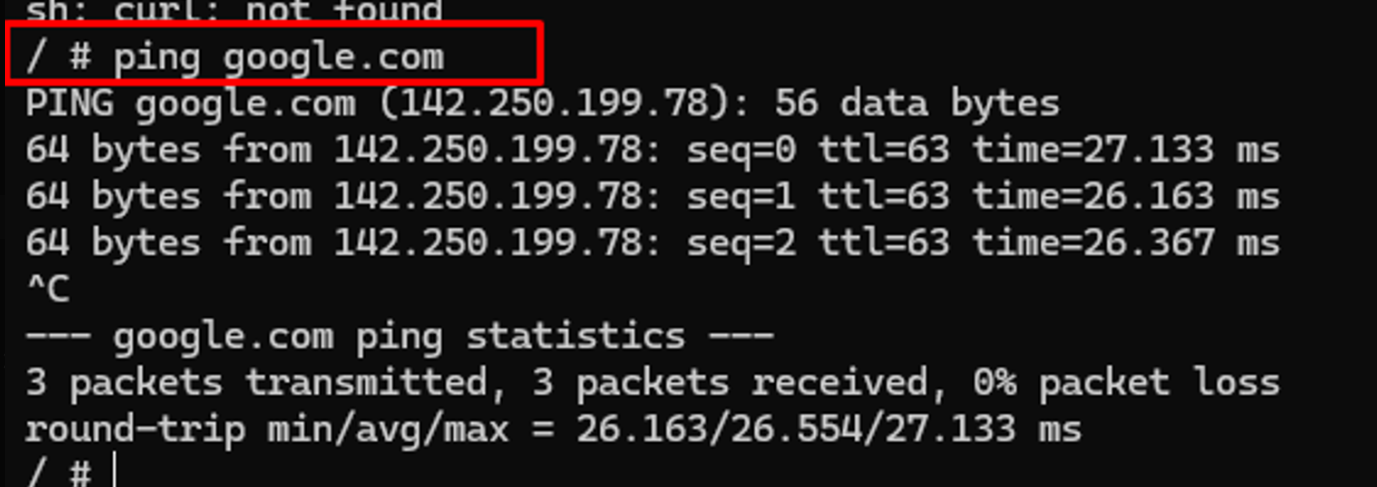 sh: curl: not found
/ # ping google.com
PING google.com (142.250.199.78): 56 data bytes
64 bytes from 142.250.199.78: seq=0 ttl=63 time=27.133 ms
64 bytes from 142.250.199.78: seq=1 ttl=63 time=26.163 ms
64 bytes from 142.250.199.78: seq=2 ttl=63 time=26.367 ms
^C
--- google.com ping statistics ---
3 packets transmitted, 3 packets received, 0% packet loss
round-trip min/avg/max = 26.163/26.554/27.133 ms
/ #